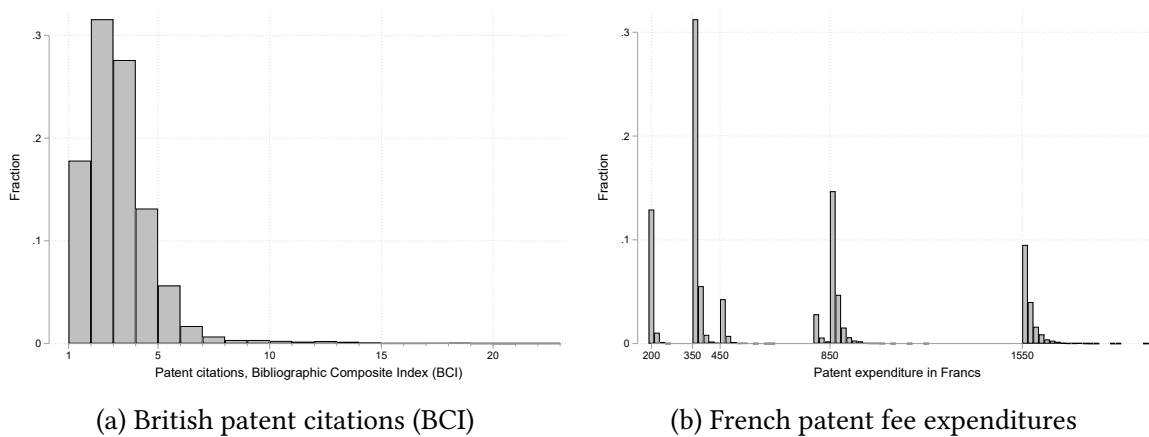 .3
.2
.1
0
Fraction
1 5 10 15 20
Patent citations, Bibliographic Composite Index (BCI)
(a) British patent citations (BCI)
.3
.2
.1
0
Fraction
200 350 450 850 1550
Patent expenditure in Francs
(b) French patent fee expenditures